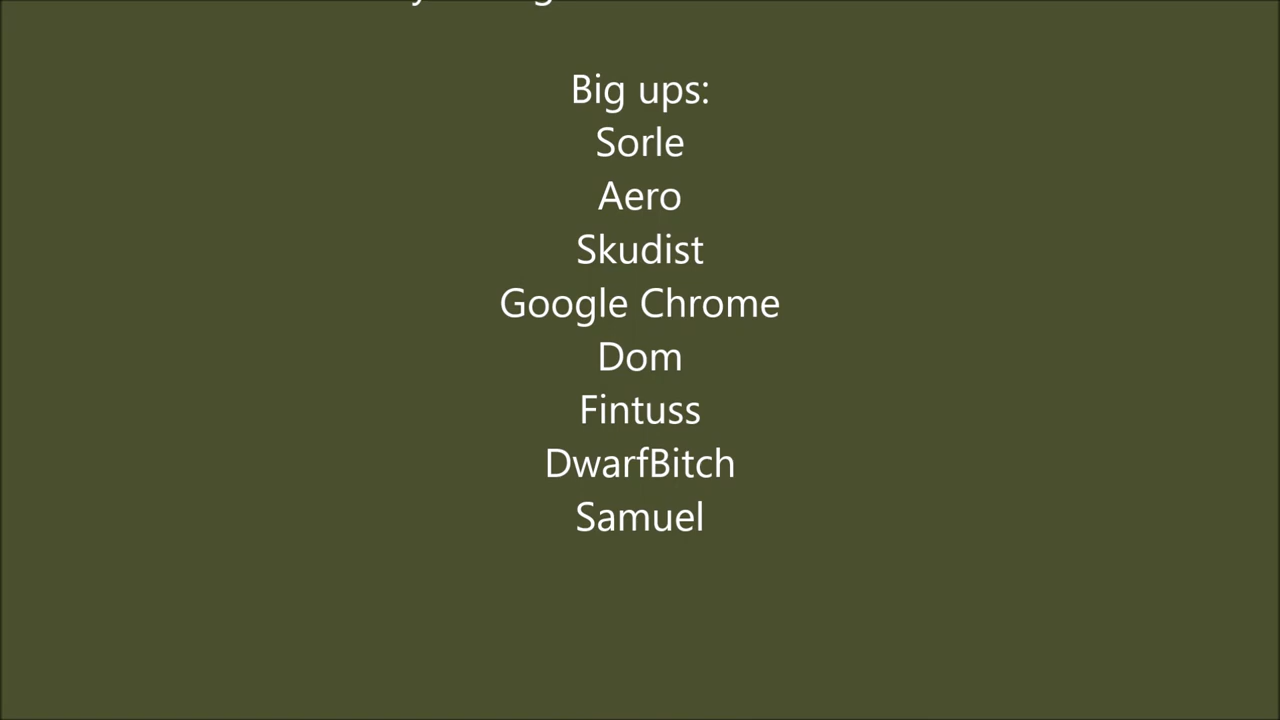 Big ups:
Sorle
Aero
Skudist
Google Chrome
Dom
Fintuss
DwarfBitch
Samuel